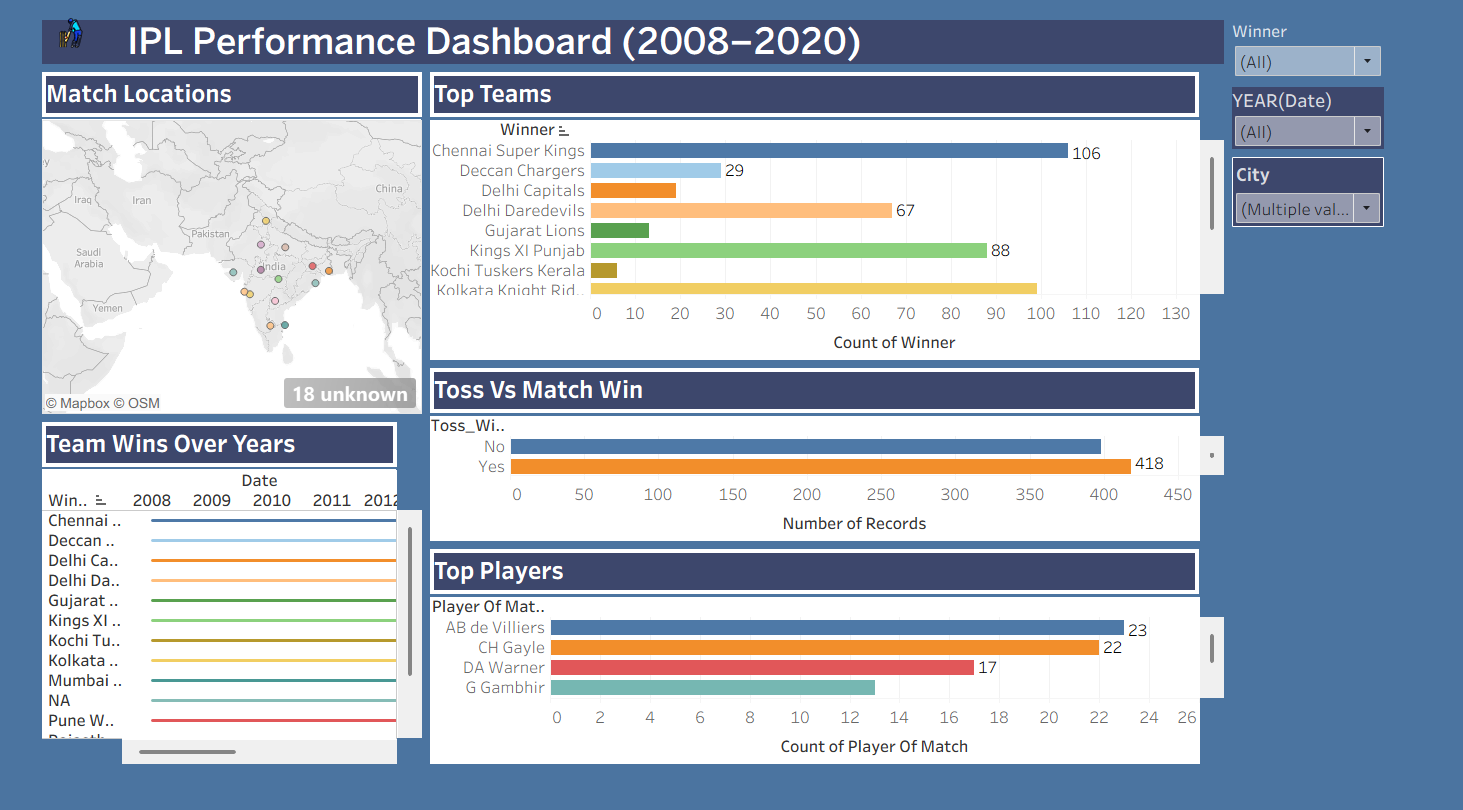 IPL Performance Dashboard (2008–2020)
Winner
(All)
YEAR(Date)
(All)
City
(Multiple val...
Match Locations
China
Iraq
Iran
Pakistan
Saudi
Arabia
India
Yemen
18 unknown
© Mapbox © OSM
Top Teams
Winner
Chennai Super Kings 106
Deccan Chargers 29
Delhi Capitals
Delhi Daredevils 67
Gujarat Lions
Kings XI Punjab 88
Kochi Tuskers Kerala
Kolkata Knight Rid..
0 10 20 30 40 50 60 70 80 90 100 110 120 130
Count of Winner
Toss Vs Match Win
Toss_Wi..
No
Yes 418
0 50 100 150 200 250 300 350 400 450
Number of Records
Team Wins Over Years
Date
Win.. 2008 2009 2010 2011 2012
Chennai ..
Deccan ..
Delhi Ca..
Delhi Da..
Gujarat ..
Kings XI ..
Kochi Tu..
Kolkata ..
Mumbai ..
NA
Pune W..
Top Players
Player Of Mat..
AB de Villiers 23
CH Gayle 22
DA Warner 17
G Gambhir
0 2 4 6 8 10 12 14 16 18 20 22 24 26
Count of Player Of Match